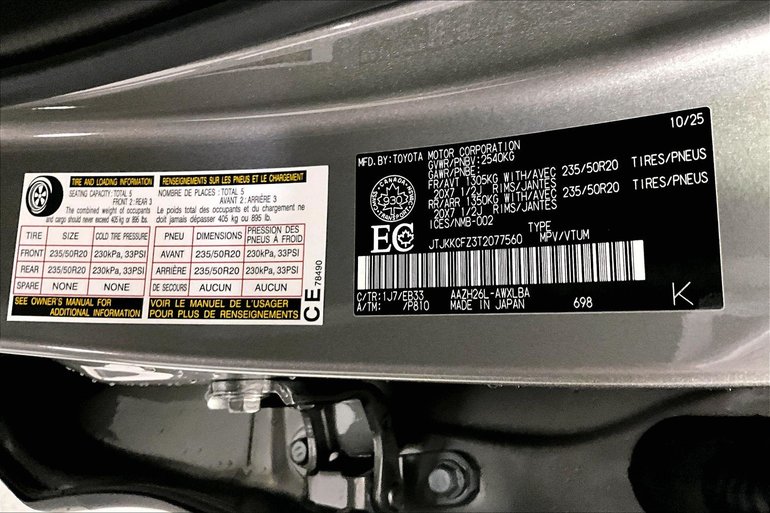 TIRE AND LOADING INFORMATION
SEATING CAPACITY: TOTAL 5
FRONT 2 : REAR 3
The combined weight of occupants
and cargo should never exceed 405 kg or 895 lb.
TIRE SIZE COLD TIRE PRESSURE
FRONT 235/50R20 230kPa, 33PSI
REAR 235/50R20 230kPa, 33PSI
SPARE NONE NONE
SEE OWNER'S MANUAL FOR
ADDITIONAL INFORMATION
RENSEIGNEMENTS SUR LES PNEUS ET LE CHARGEMENT
NOMBRE DE PLACES : TOTAL 5
AVANT 2 : ARRIÈRE 3
Le poids total des occupants et du chargement ne
doit jamais dépasser 405 kg ou 895 lb.
PNEU DIMENSIONS PRESSION DES PNEUS À FROID
AVANT 235/50R20 230kPa, 33PSI
ARRIÈRE 235/50R20 230kPa, 33PSI
DE SECOURS AUCUN AUCUN
VOIR LE MANUEL DE L'USAGER
POUR PLUS DE RENSEIGNEMENTS
CE 78490
10/25
MFD.BY:TOYOTA MOTOR CORPORATION
GVWR/PNBV:2540KG
GAWR/PNBE:
FR/AVT 1305KG WITH/AVEC 235/50R20 TIRES/PNEUS
20X7 1/2J RIMS/JANTES
RR/ARR 1350KG WITH/AVEC 235/50R20 TIRES/PNEUS
20X7 1/2J RIMS/JANTES
ICES/NMB-002
CANADA
930
TRANSPORT
EC
TYPE
JTJKKCFZ3T2077560 MPV/VTUM
C/TR:1J7/EB33 AAZH26L-AWXLBA
A/TM: /P810 MADE IN JAPAN 698
K